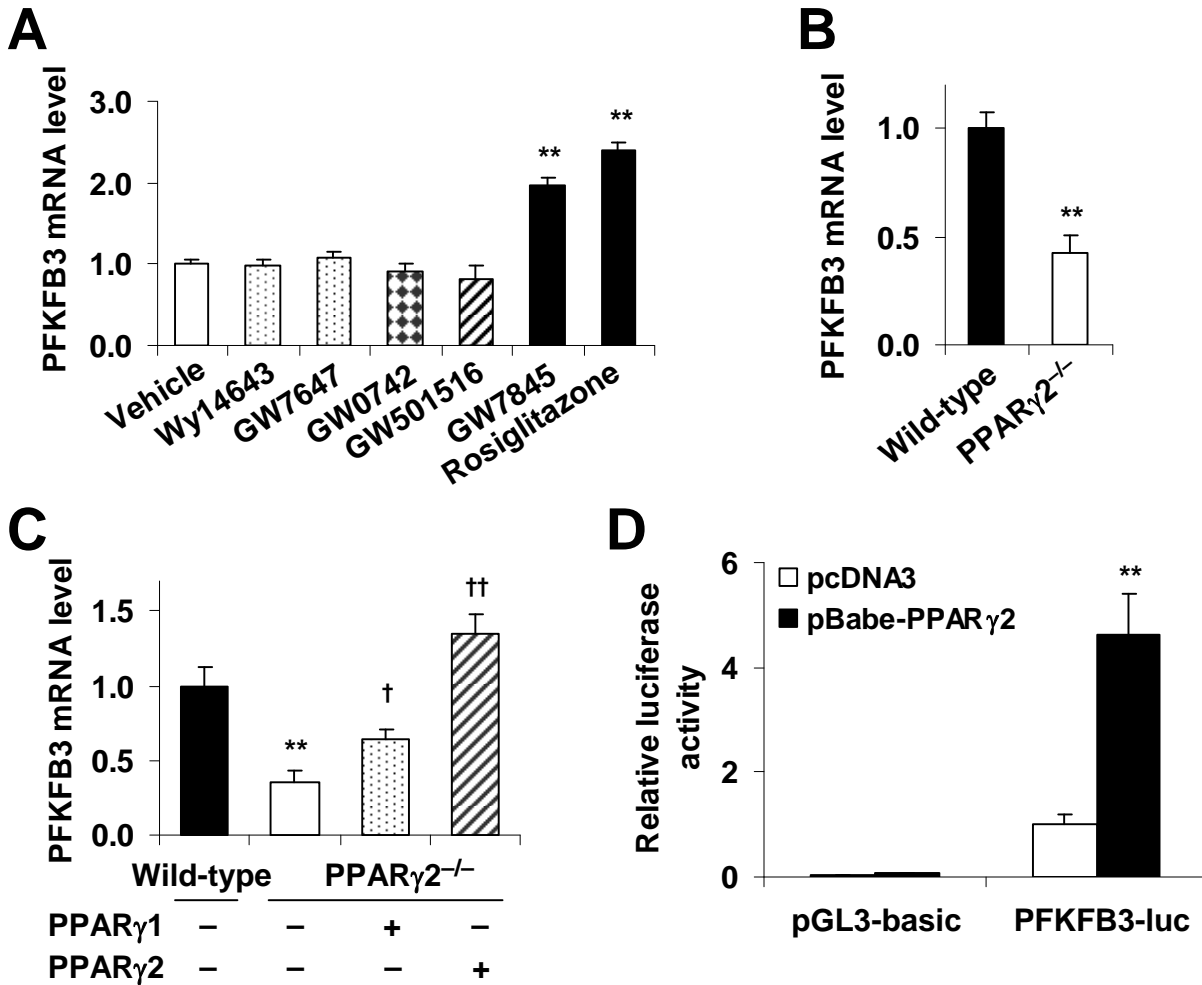 A
PFKFB3 mRNA level
3.0
2.0
1.0
0.0
**
**
Vehicle
Wy14643
GW7647
GW0742
GW501516
GW7845
Rosiglitazone
B
PFKFB3 mRNA level
1.0
0.5
0.0
**
Wild-type
PPARγ2−/−
C
PFKFB3 mRNA level
1.5
1.0
0.5
0.0
**
†
††
Wild-type PPARγ2−/−
PPARγ1 − − + −
PPARγ2 − − − +
D
Relative luciferase
activity
6
4
2
0
pcDNA3
pBabe-PPARγ2
**
pGL3-basic PFKFB3-luc